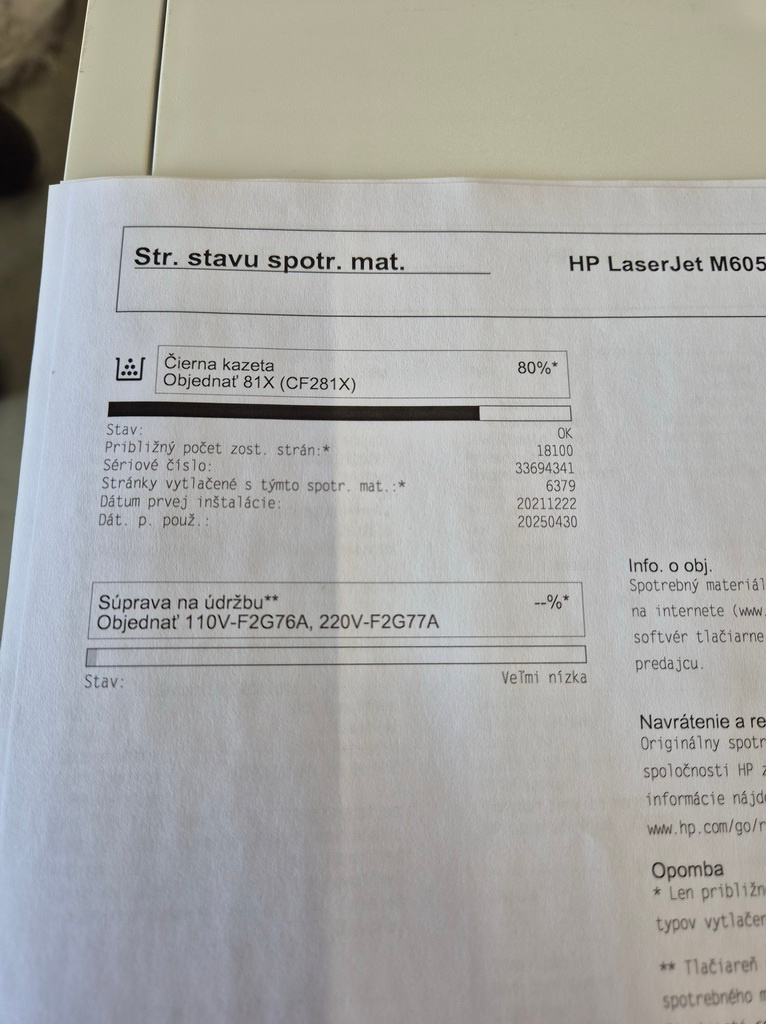 Str. stavu spotr. mat.
HP LaserJet M605
Čierna kazeta 80%*
Objednať 81X (CF281X)
Stav: OK
Približný počet zost. strán:* 18100
Sériové číslo: 33694341
Stránky vytlačené s týmto spotr. mat.:* 6379
Dátum prvej inštalácie: 20211222
Dát. p. použ.: 20250430
Súprava na údržbu** --%*
Objednať 110V-F2G76A, 220V-F2G77A
Stav: Veľmi nízka
Info. o obj.
Spotrebný materiál
na internete (www.
softvér tlačiarne
predajcu.
Navrátenie a re
Originálny spotr
spoločnosti HP
informácie nájd
www.hp.com/go/r
Opomba
* Len približn
typov vytlačen
** Tlačiareň
spotrebného m